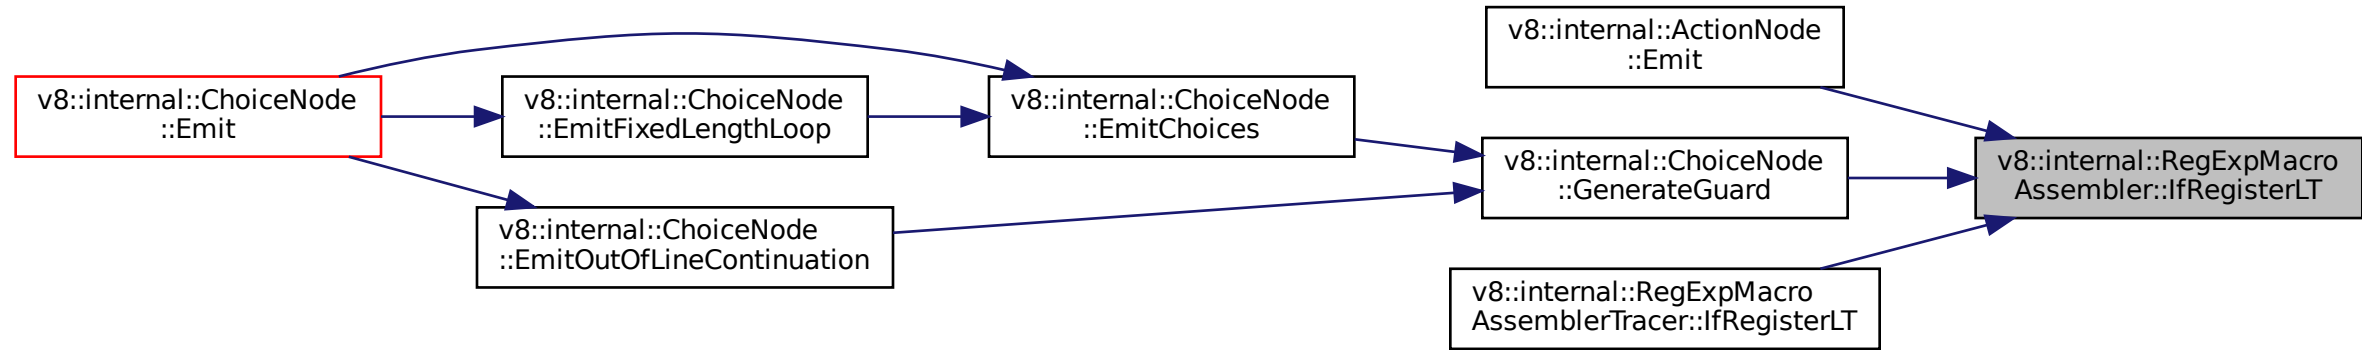 v8::internal::ChoiceNode
::Emit
v8::internal::ChoiceNode
::EmitFixedLengthLoop
v8::internal::ChoiceNode
::EmitOutOfLineContinuation
v8::internal::ChoiceNode
::EmitChoices
v8::internal::ActionNode
::Emit
v8::internal::ChoiceNode
::GenerateGuard
v8::internal::RegExpMacro
AssemblerTracer::IfRegisterLT
v8::internal::RegExpMacro
Assembler::IfRegisterLT